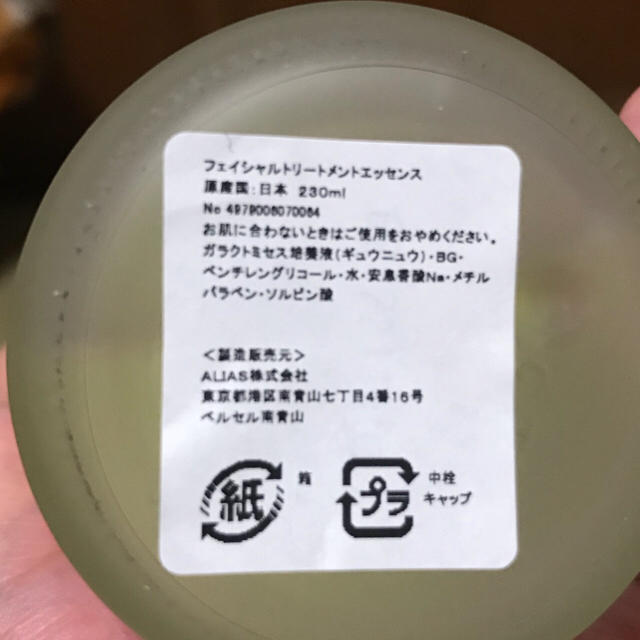 フェイシャルトリートメントエッセンス
原産国:日本 230ml
No 4979006070064
お肌に合わないときはご使用をおやめください。
ガラクトミセス培養液(ギュウニュウ)・BG・
ペンチレングリコール・水・安息香酸Na・メチル
パラベン・ソルビン酸
<製造販売元>
ALIAS株式会社
東京都港区南青山七丁目4番16号
ベルセル南青山
紙 箱
プラ 中栓
キャップ